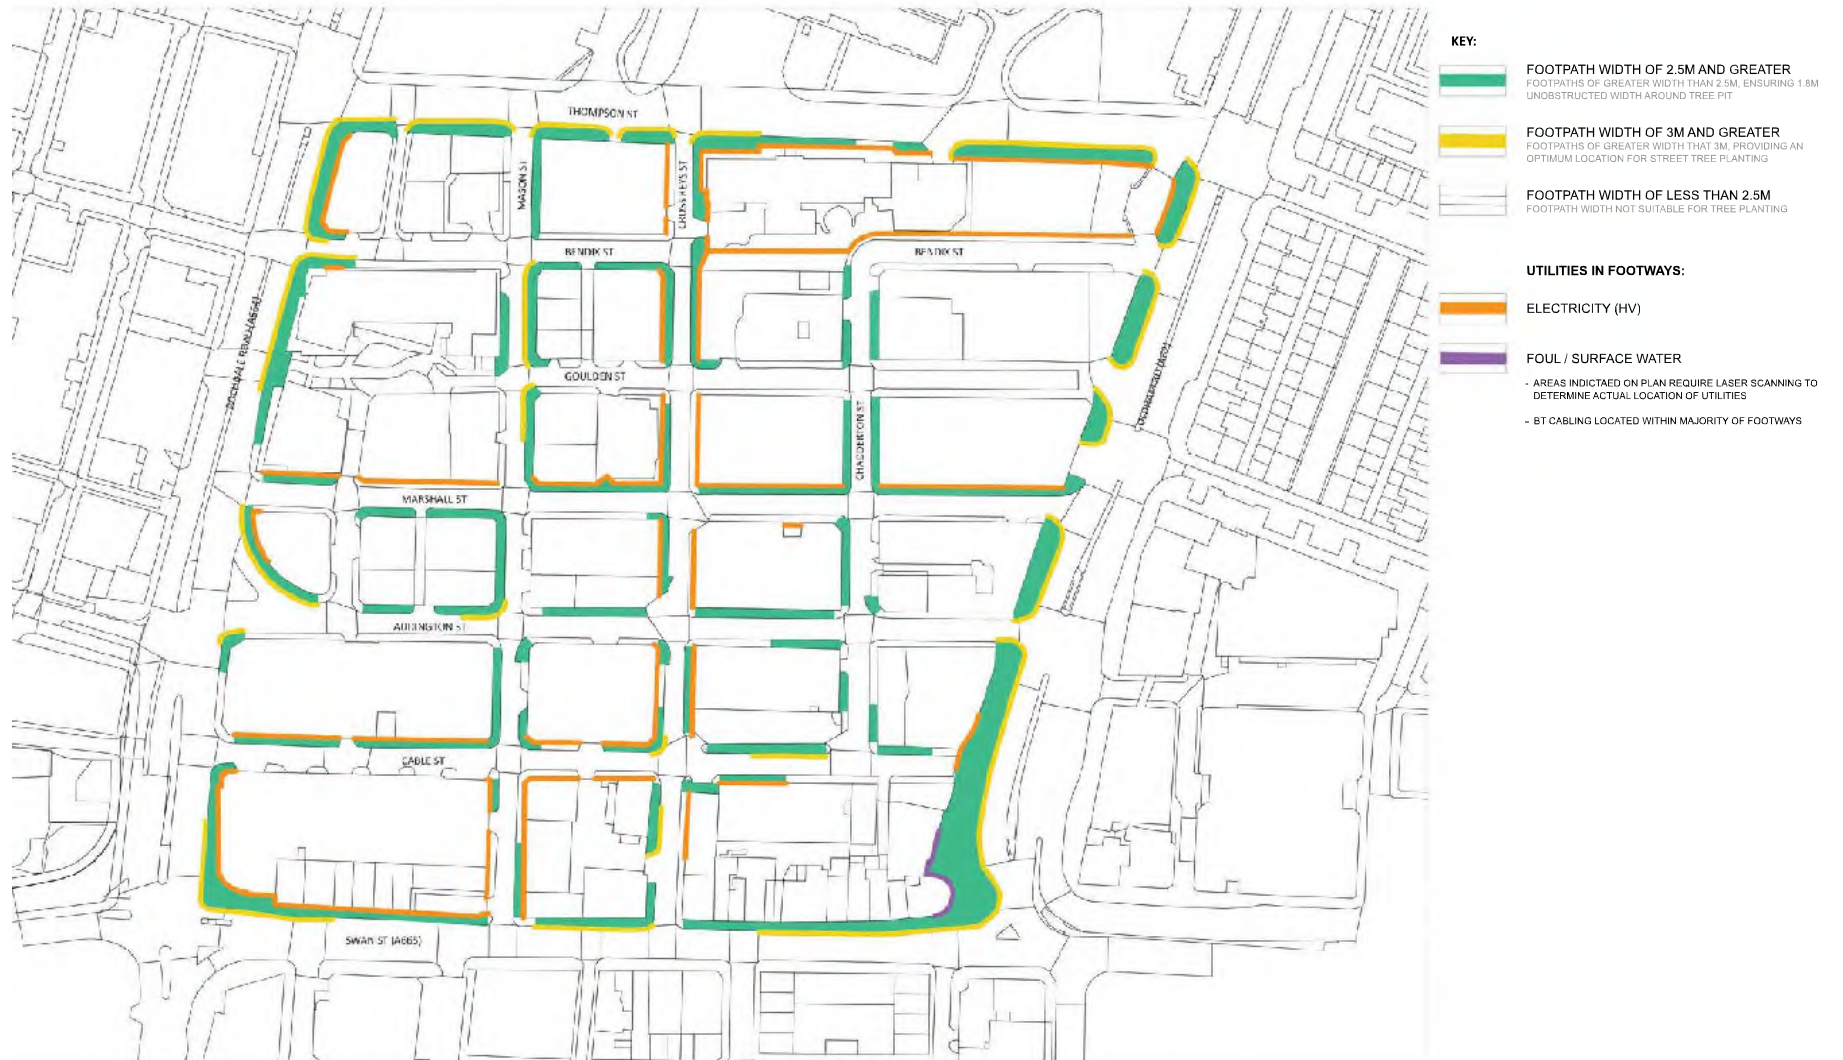 KEY:
FOOTPATH WIDTH OF 2.5M AND GREATER
FOOTPATHS OF GREATER WIDTH THAN 2.5M, ENSURING 1.8M
UNOBSTRUCTED WIDTH AROUND TREE PIT
FOOTPATH WIDTH OF 3M AND GREATER
FOOTPATHS OF GREATER WIDTH THAT 3M, PROVIDING AN
OPTIMUM LOCATION FOR STREET TREE PLANTING
FOOTPATH WIDTH OF LESS THAN 2.5M
FOOTPATH WIDTH NOT SUITABLE FOR TREE PLANTING
UTILITIES IN FOOTWAYS:
ELECTRICITY (HV)
FOUL / SURFACE WATER
- AREAS INDICTAED ON PLAN REQUIRE LASER SCANNING TO
DETERMINE ACTUAL LOCATION OF UTILITIES
- BT CABLING LOCATED WITHIN MAJORITY OF FOOTWAYS
THOMPSON ST
MASON ST
CROSS KEYS ST
BENDIX ST
BENDIX ST
ROCHDALE ROAD (A664)
GOULDEN ST
CHADDERTON ST
MARSHALL ST
ADDINGTON ST
CABLE ST
SWAN ST (A665)